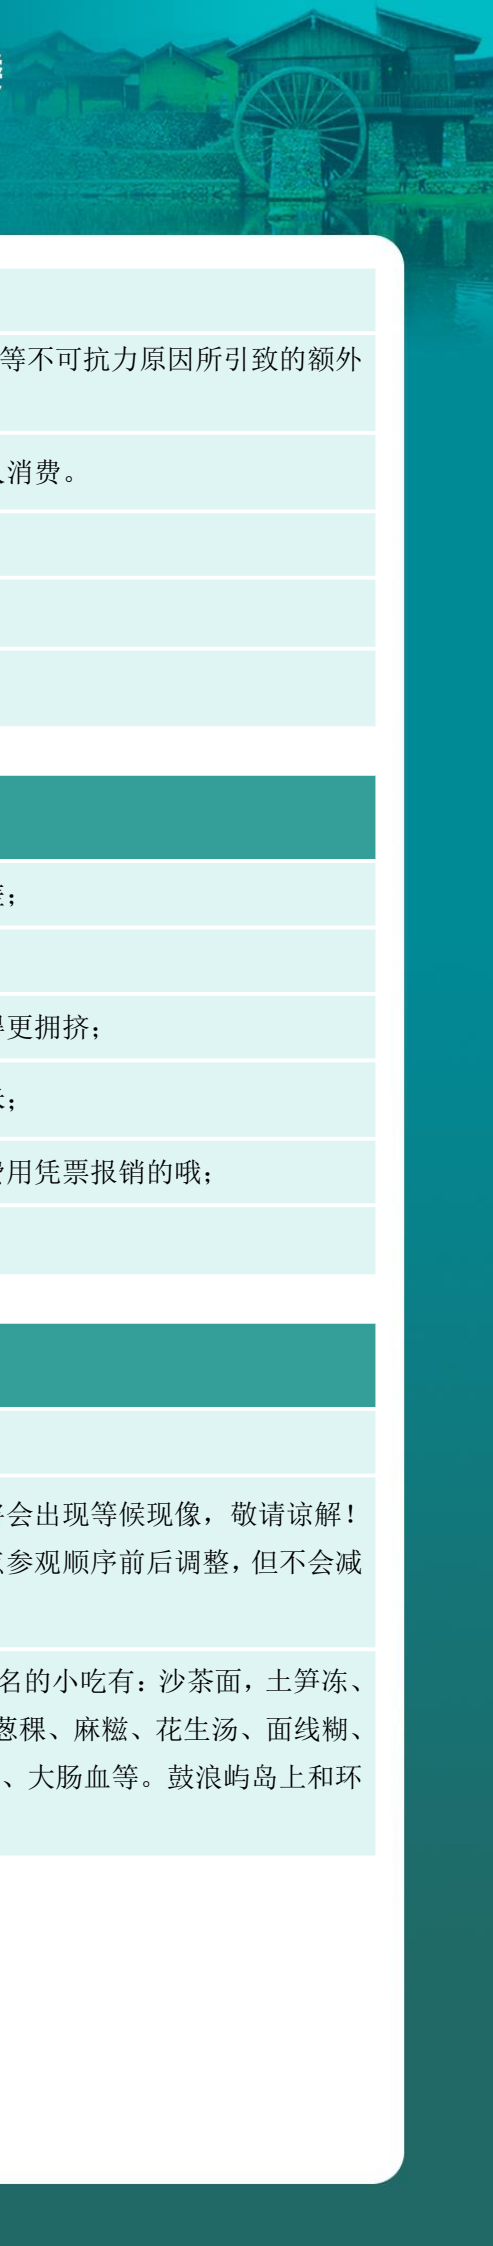 等不可抗力原因所引致的额外
消费。
；
得更拥挤；
；
费用凭票报销的哦；
将会出现等候现像，敬请谅解！
点参观顺序前后调整，但不会减
名的小吃有：沙茶面，土笋冻、
葱稞、麻糍、花生汤、面线糊、
、大肠血等。鼓浪屿岛上和环